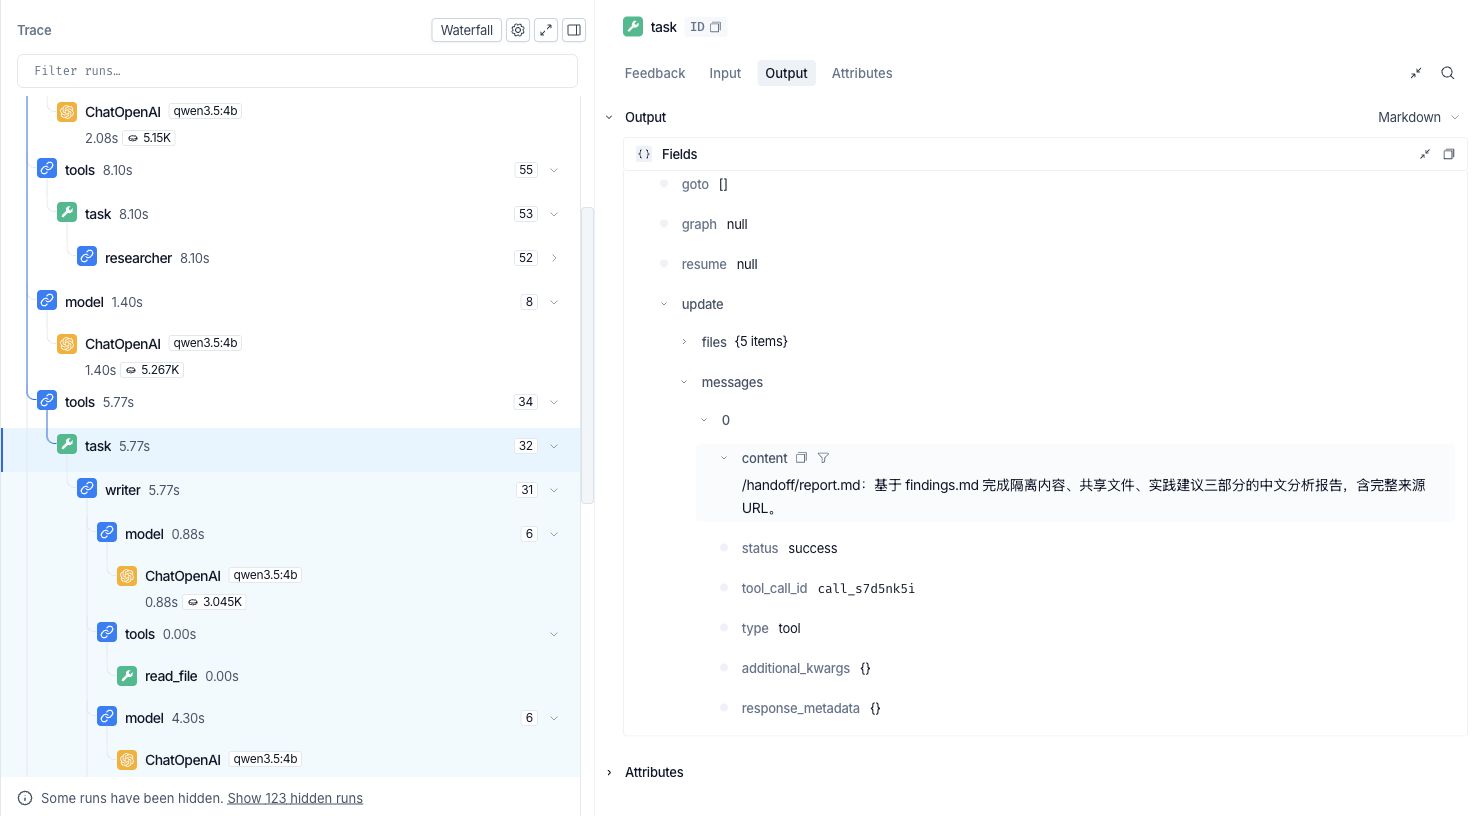 Trace
Waterfall
Filter runs…
ChatOpenAI qwen3.5:4b
2.08s 5.15K
tools 8.10s 55
task 8.10s 53
researcher 8.10s 52
model 1.40s 8
ChatOpenAI qwen3.5:4b
1.40s 5.267K
tools 5.77s 34
task 5.77s 32
writer 5.77s 31
model 0.88s 6
ChatOpenAI qwen3.5:4b
0.88s 3.045K
tools 0.00s
read_file 0.00s
model 4.30s 6
ChatOpenAI qwen3.5:4b
Some runs have been hidden. Show 123 hidden runs
task ID
Feedback Input Output Attributes
Output Markdown
{} Fields
goto []
graph null
resume null
update
files {5 items}
messages
0
content
/handoff/report.md：基于 findings.md 完成隔离内容、共享文件、实践建议三部分的中文分析报告，含完整来源
URL。
status success
tool_call_id call_s7d5nk5i
type tool
additional_kwargs {}
response_metadata {}
Attributes